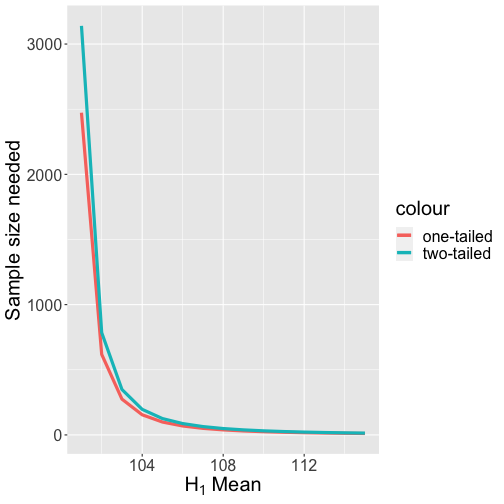 3000
2000
1000
0
Sample size needed
104
108
112
H₁ Mean
colour
one-tailed
two-tailed